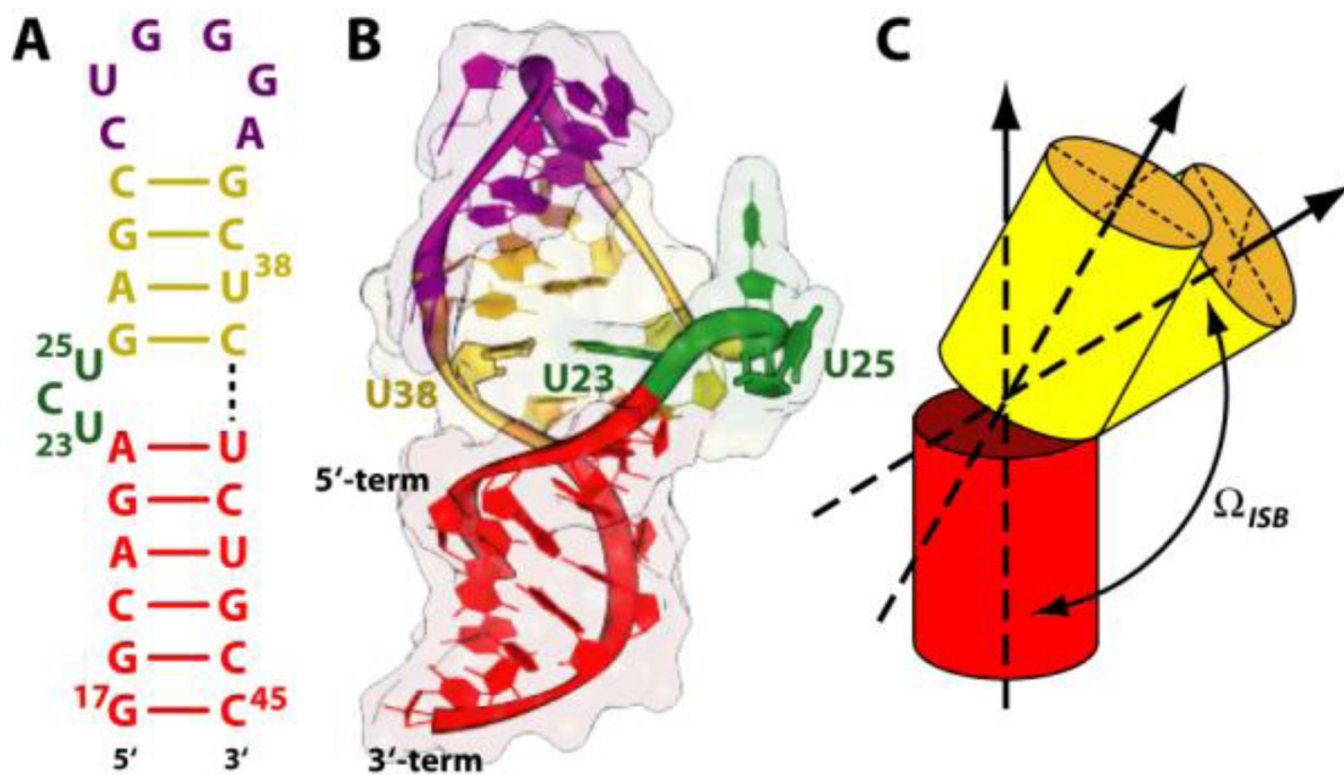 A
G G
U G
C A
C G
G C
A U 38
G C
25 U
C
23 U
A U
G C
A U
C G
G C
17 G C 45
5' 3'
B
U38
U23
U25
5'-term
3'-term
C
Ω ISB